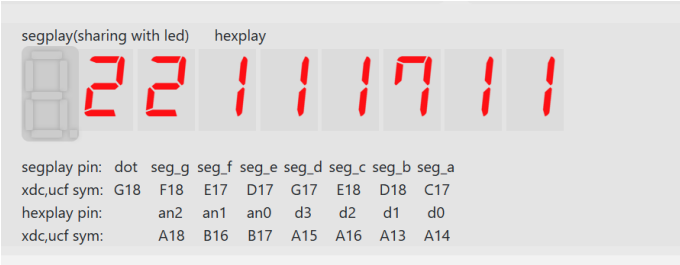 segplay(sharing with led) hexplay
22111711
segplay pin: dot seg_g seg_f seg_e seg_d seg_c seg_b seg_a
xdc,ucf sym: G18 F18 E17 D17 G17 E18 D18 C17
hexplay pin: an2 an1 an0 d3 d2 d1 d0
xdc,ucf sym: A18 B16 B17 A15 A16 A13 A14